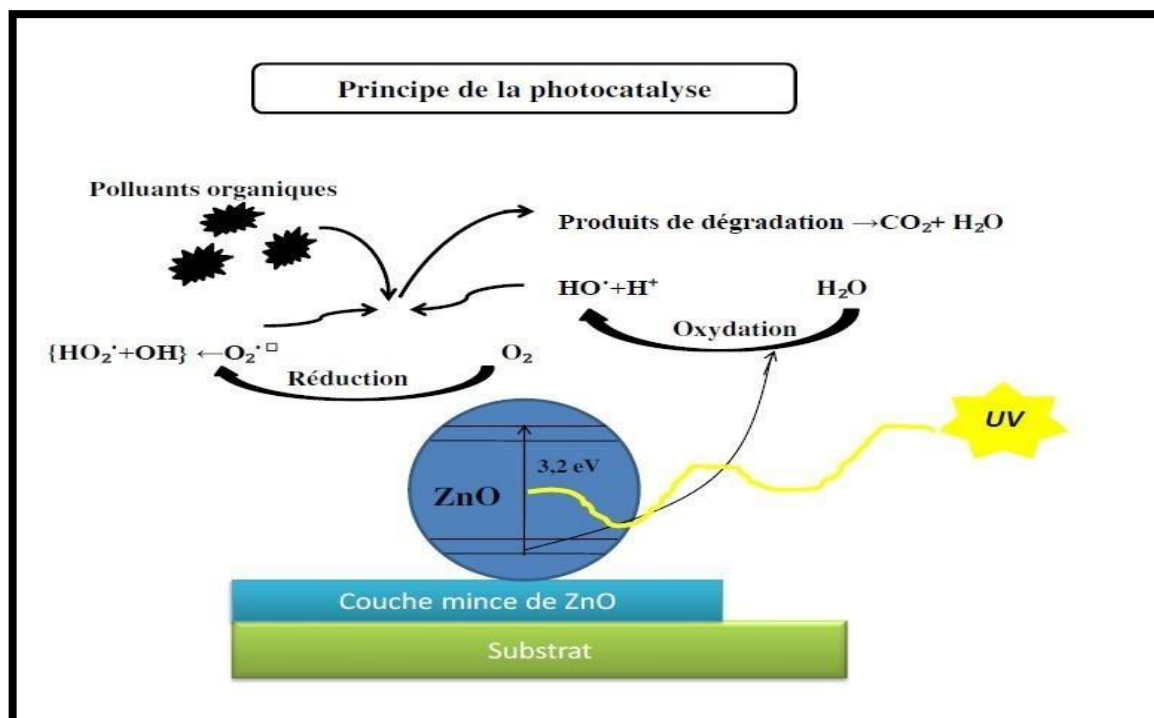 Principe de la photocatalyse
Polluants organiques
Produits de dégradation →CO₂+ H₂O
HO˙+H⁺
H₂O
Oxydation
{HO₂˙+OH} ←O₂˙□
O₂
Réduction
UV
3,2 eV
ZnO
Couche mince de ZnO
Substrat